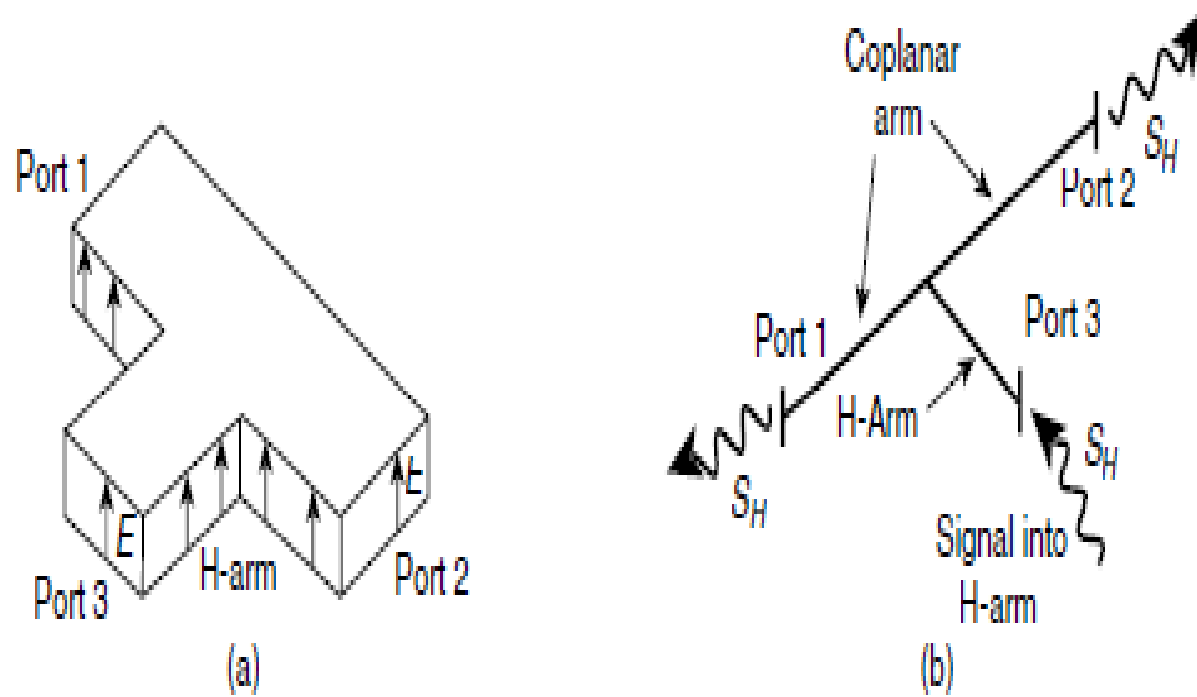 Port 1
E
E
H-arm
Port 3
Port 2
(a)
Coplanar
arm
S_H
Port 2
Port 3
Port 1
H-Arm
S_H
S_H
Signal into
H-arm
(b)